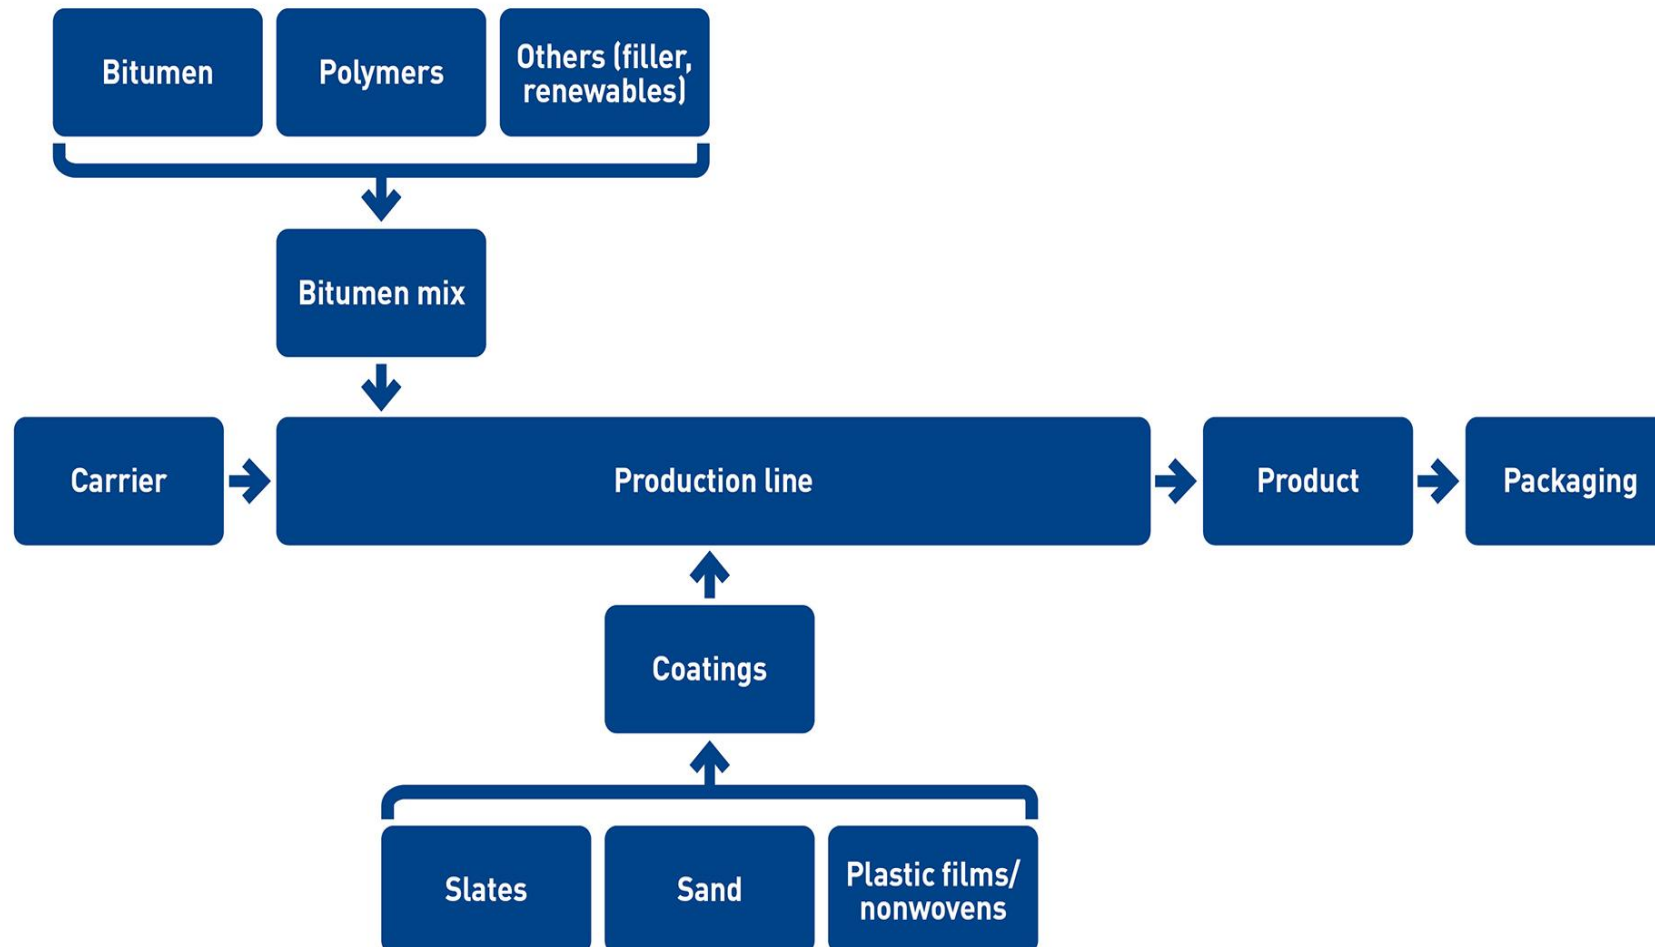 Bitumen
Polymers
Others (filler,
renewables)
Bitumen mix
Carrier
Production line
Product
Packaging
Coatings
Slates
Sand
Plastic films/
nonwovens